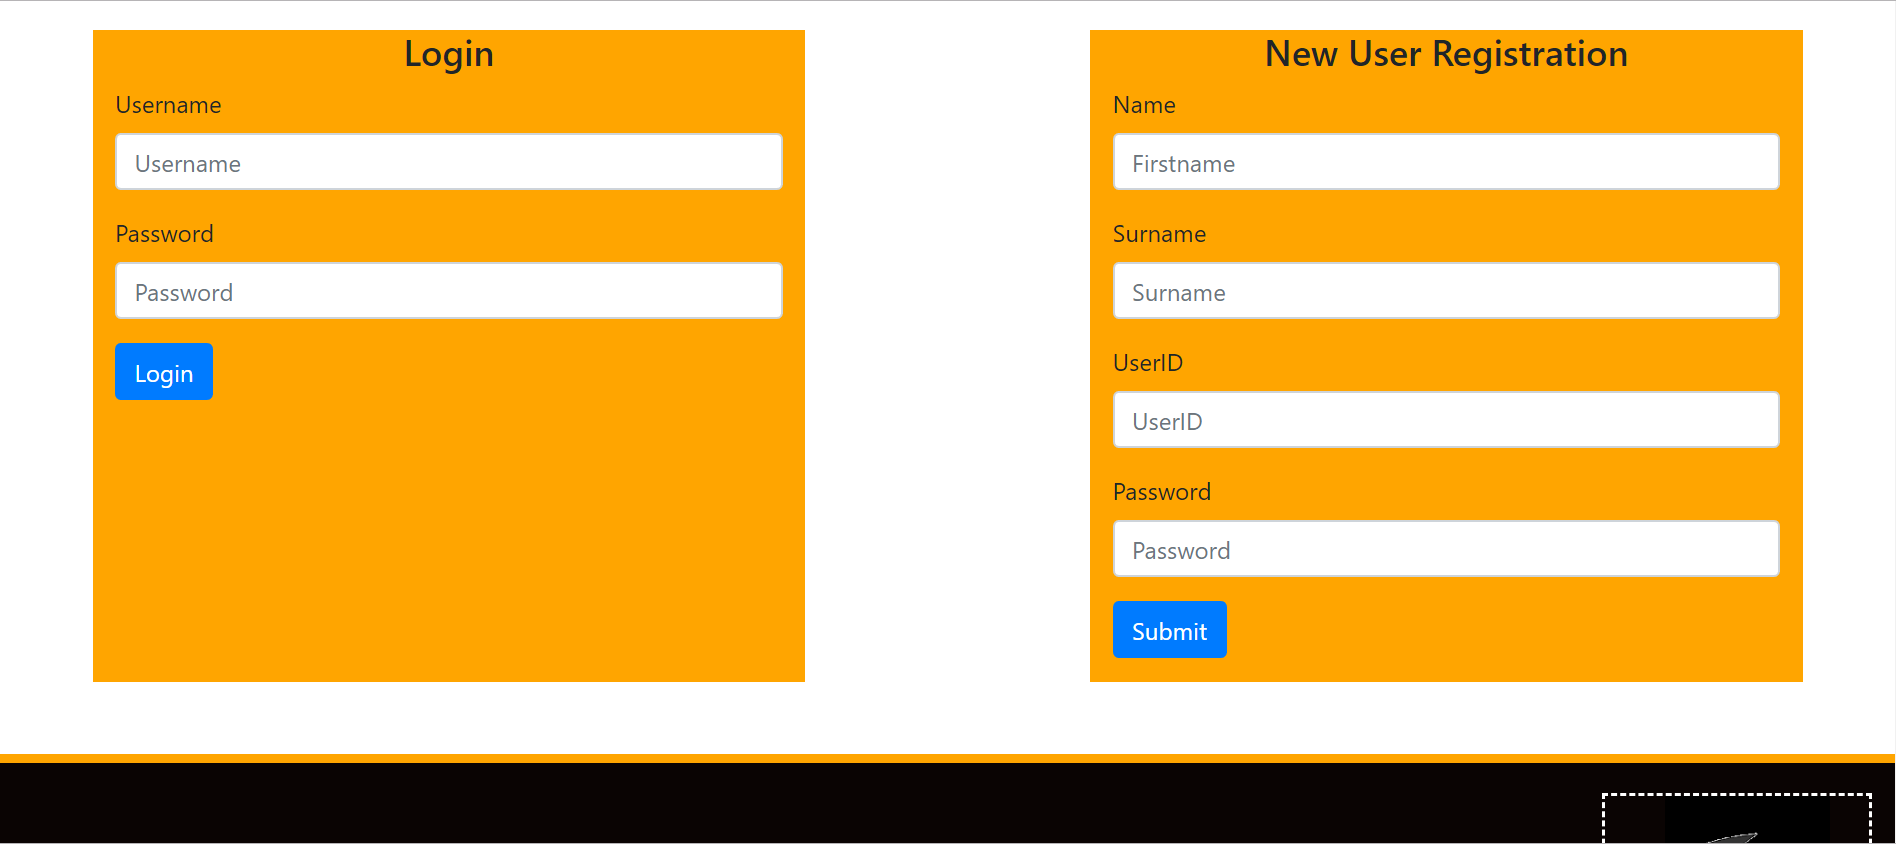 Login
Username
Username
Password
Password
Login
New User Registration
Name
Firstname
Surname
Surname
UserID
UserID
Password
Password
Submit